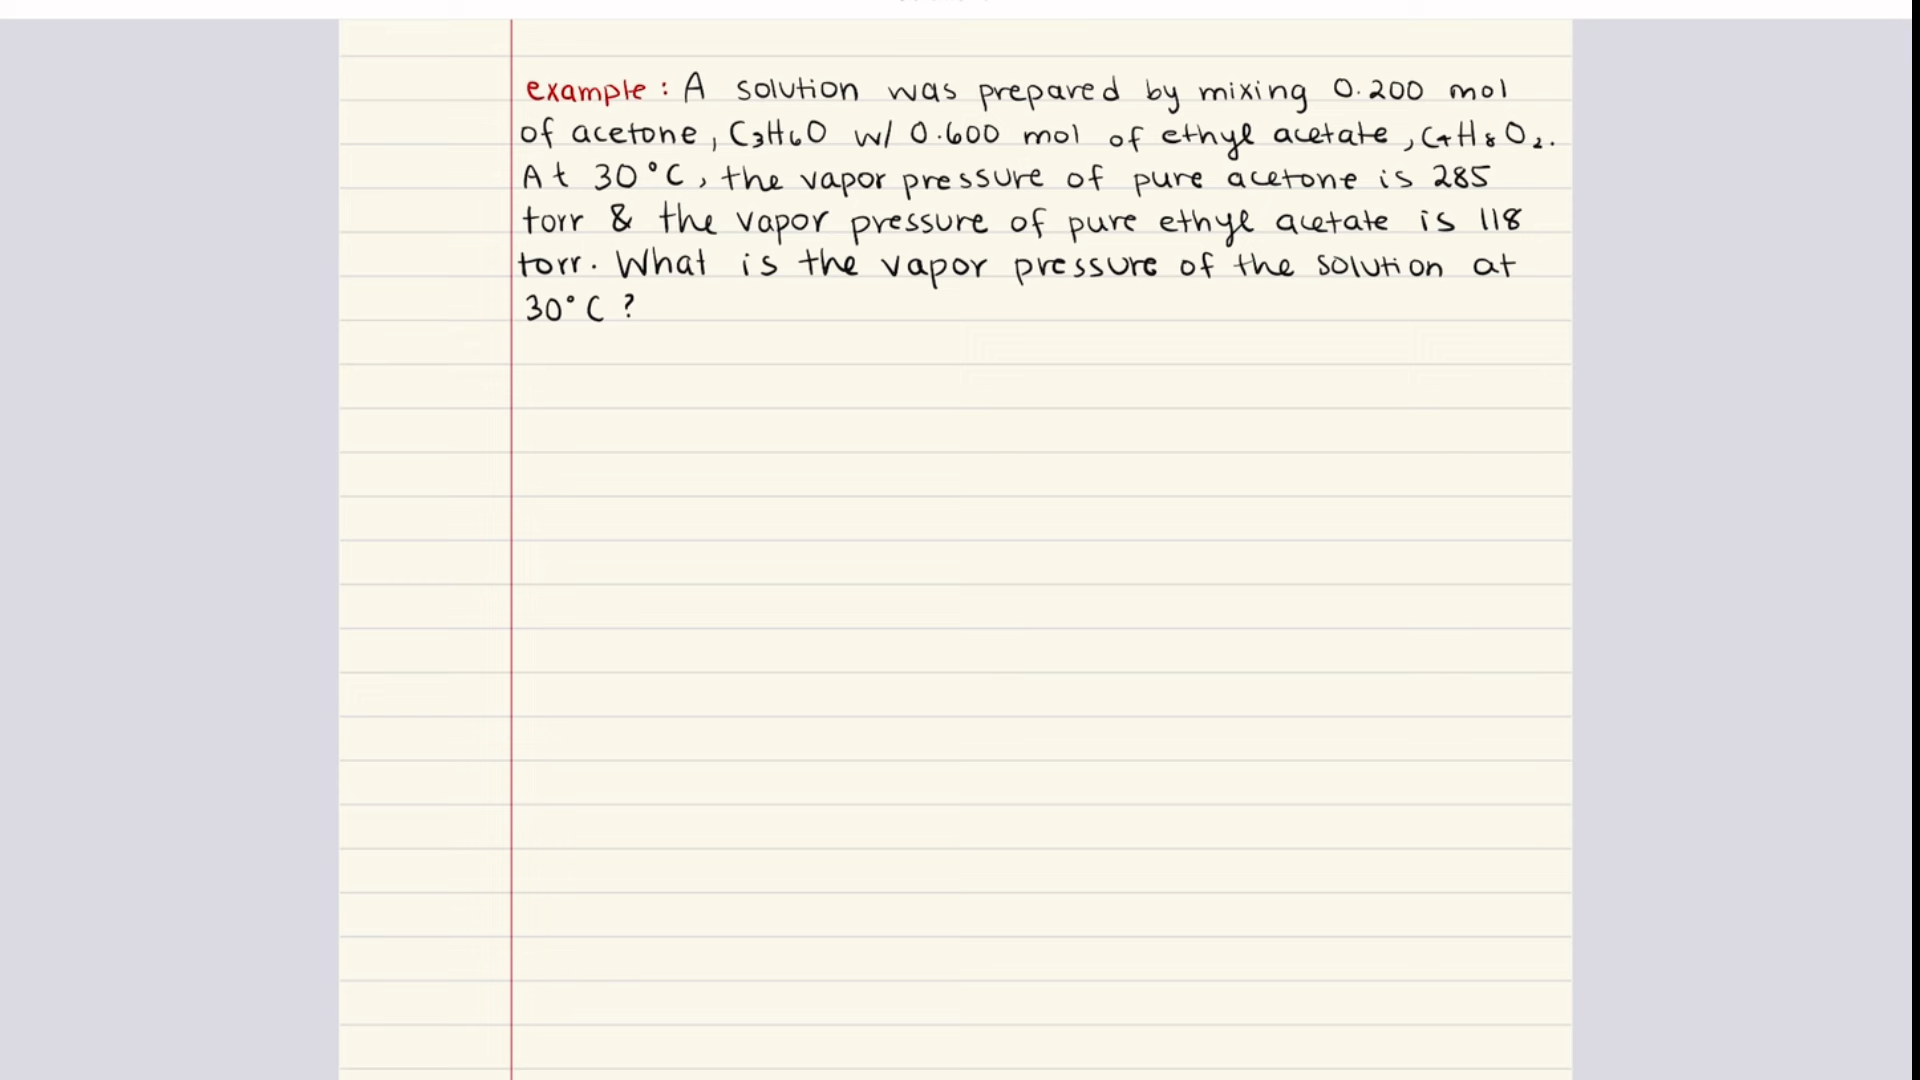 example: A solution was prepared by mixing 0.200 mol
of acetone, C₃H₆O w/ 0.600 mol of ethyl acetate, C₄H₈O₂.
At 30°C, the vapor pressure of pure acetone is 285
torr & the vapor pressure of pure ethyl acetate is 118
torr. What is the vapor pressure of the solution at
30°C?